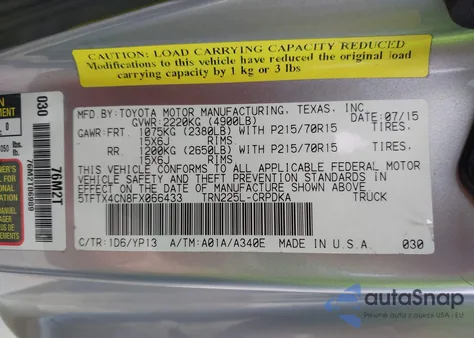 CAUTION: LOAD CARRYING CAPACITY REDUCED
Modifications to this vehicle have reduced the original load
carrying capacity by 1 kg or 3 lbs
MFD BY: TOYOTA MOTOR MANUFACTURING, TEXAS, INC.
GVWR: 2220KG (4900LB) DATE: 07/15
GAWR: FRT. 1075KG (2380LB) WITH P215/70R15
15X6J RIMS
RR. 1200KG (2650LB) WITH P215/70R15
15X6J RIMS
THIS VEHICLE CONFORMS TO ALL APPLICABLE FEDERAL MOTOR
VEHICLE SAFETY AND THEFT PREVENTION STANDARDS IN
EFFECT ON THE DATE OF MANUFACTURE SHOWN ABOVE.
5TFTX4CN8FX066433 TRN225L-CRPDKA TRUCK
C/TR: 1D6/YP13 A/TM: A01A/A340E MADE IN U.S.A. 030
030
76M2T
autoSnap